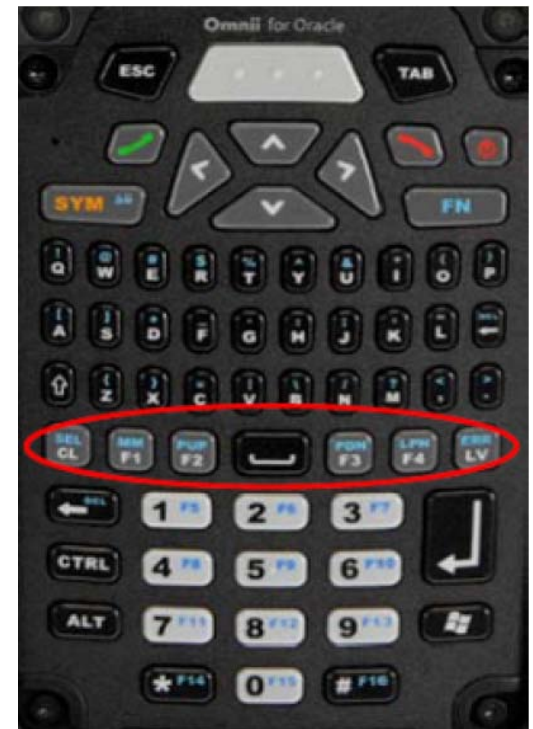 Omnii for Oracle
ESC TAB
SYM FN
! Q @ W # E $ R % T ^ Y & U I ( O ) P
A S D F G H J K L
{ Z } X C V B / N ? M < , > .
SEL CL MM F1 PUP F2 PDN F3 LPN F4 ERR LV
DEL 1 F5 2 F6 3 F7
CTRL 4 F8 5 F9 6 F10
ALT 7 F11 8 F12 9 F13
* F14 0 F15 # F16